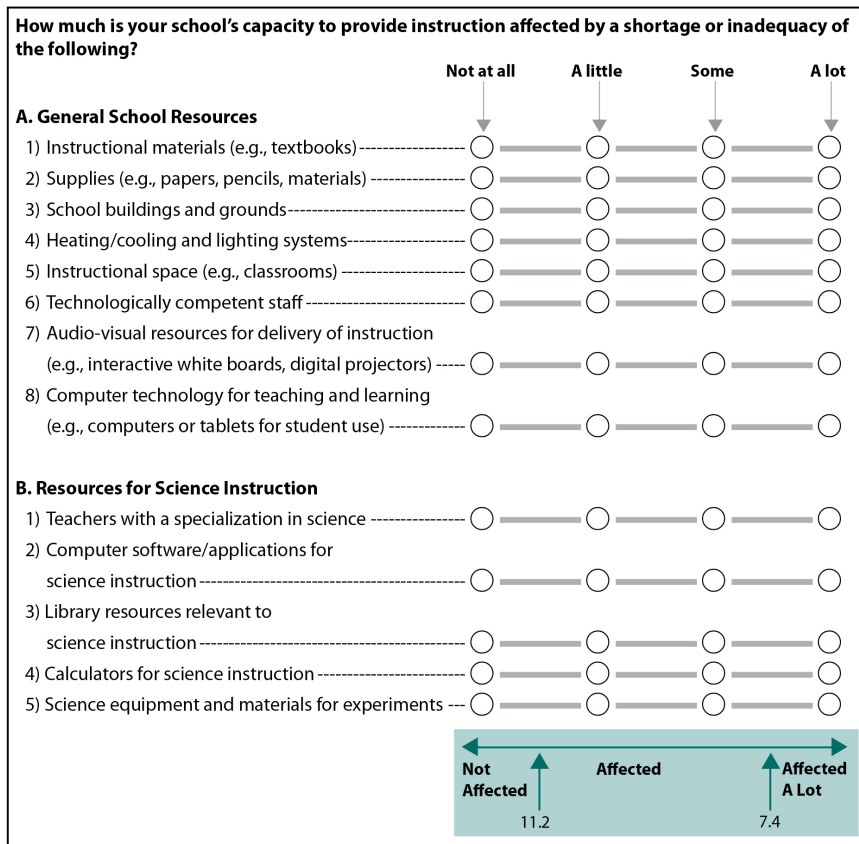 How much is your school's capacity to provide instruction affected by a shortage or inadequacy of
the following?
Not at all A little Some A lot
A. General School Resources
1) Instructional materials (e.g., textbooks)
2) Supplies (e.g., papers, pencils, materials)
3) School buildings and grounds
4) Heating/cooling and lighting systems
5) Instructional space (e.g., classrooms)
6) Technologically competent staff
7) Audio-visual resources for delivery of instruction
(e.g., interactive white boards, digital projectors)
8) Computer technology for teaching and learning
(e.g., computers or tablets for student use)
B. Resources for Science Instruction
1) Teachers with a specialization in science
2) Computer software/applications for
science instruction
3) Library resources relevant to
science instruction
4) Calculators for science instruction
5) Science equipment and materials for experiments
Not Affected Affected
Affected A Lot
11.2 7.4